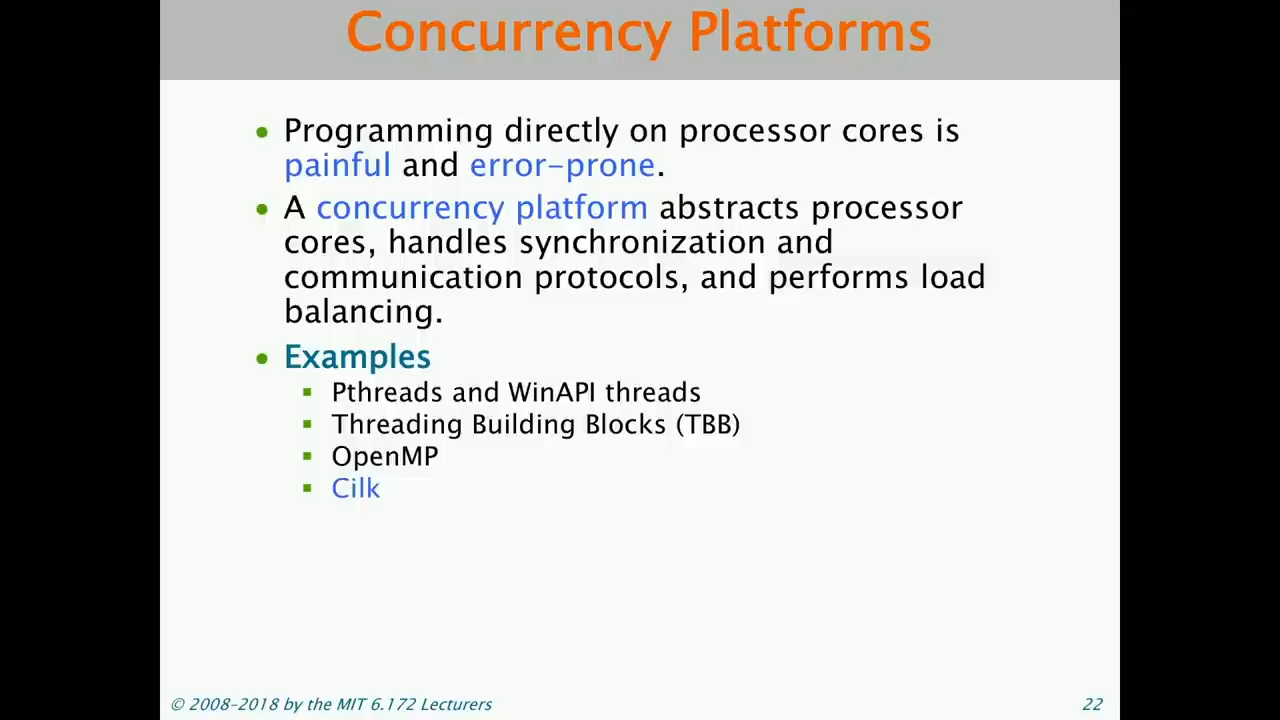 Concurrency Platforms
• Programming directly on processor cores is
painful and error–prone.
• A concurrency platform abstracts processor
cores, handles synchronization and
communication protocols, and performs load
balancing.
• Examples
▪ Pthreads and WinAPI threads
▪ Threading Building Blocks (TBB)
▪ OpenMP
▪ Cilk
© 2008–2018 by the MIT 6.172 Lecturers
22